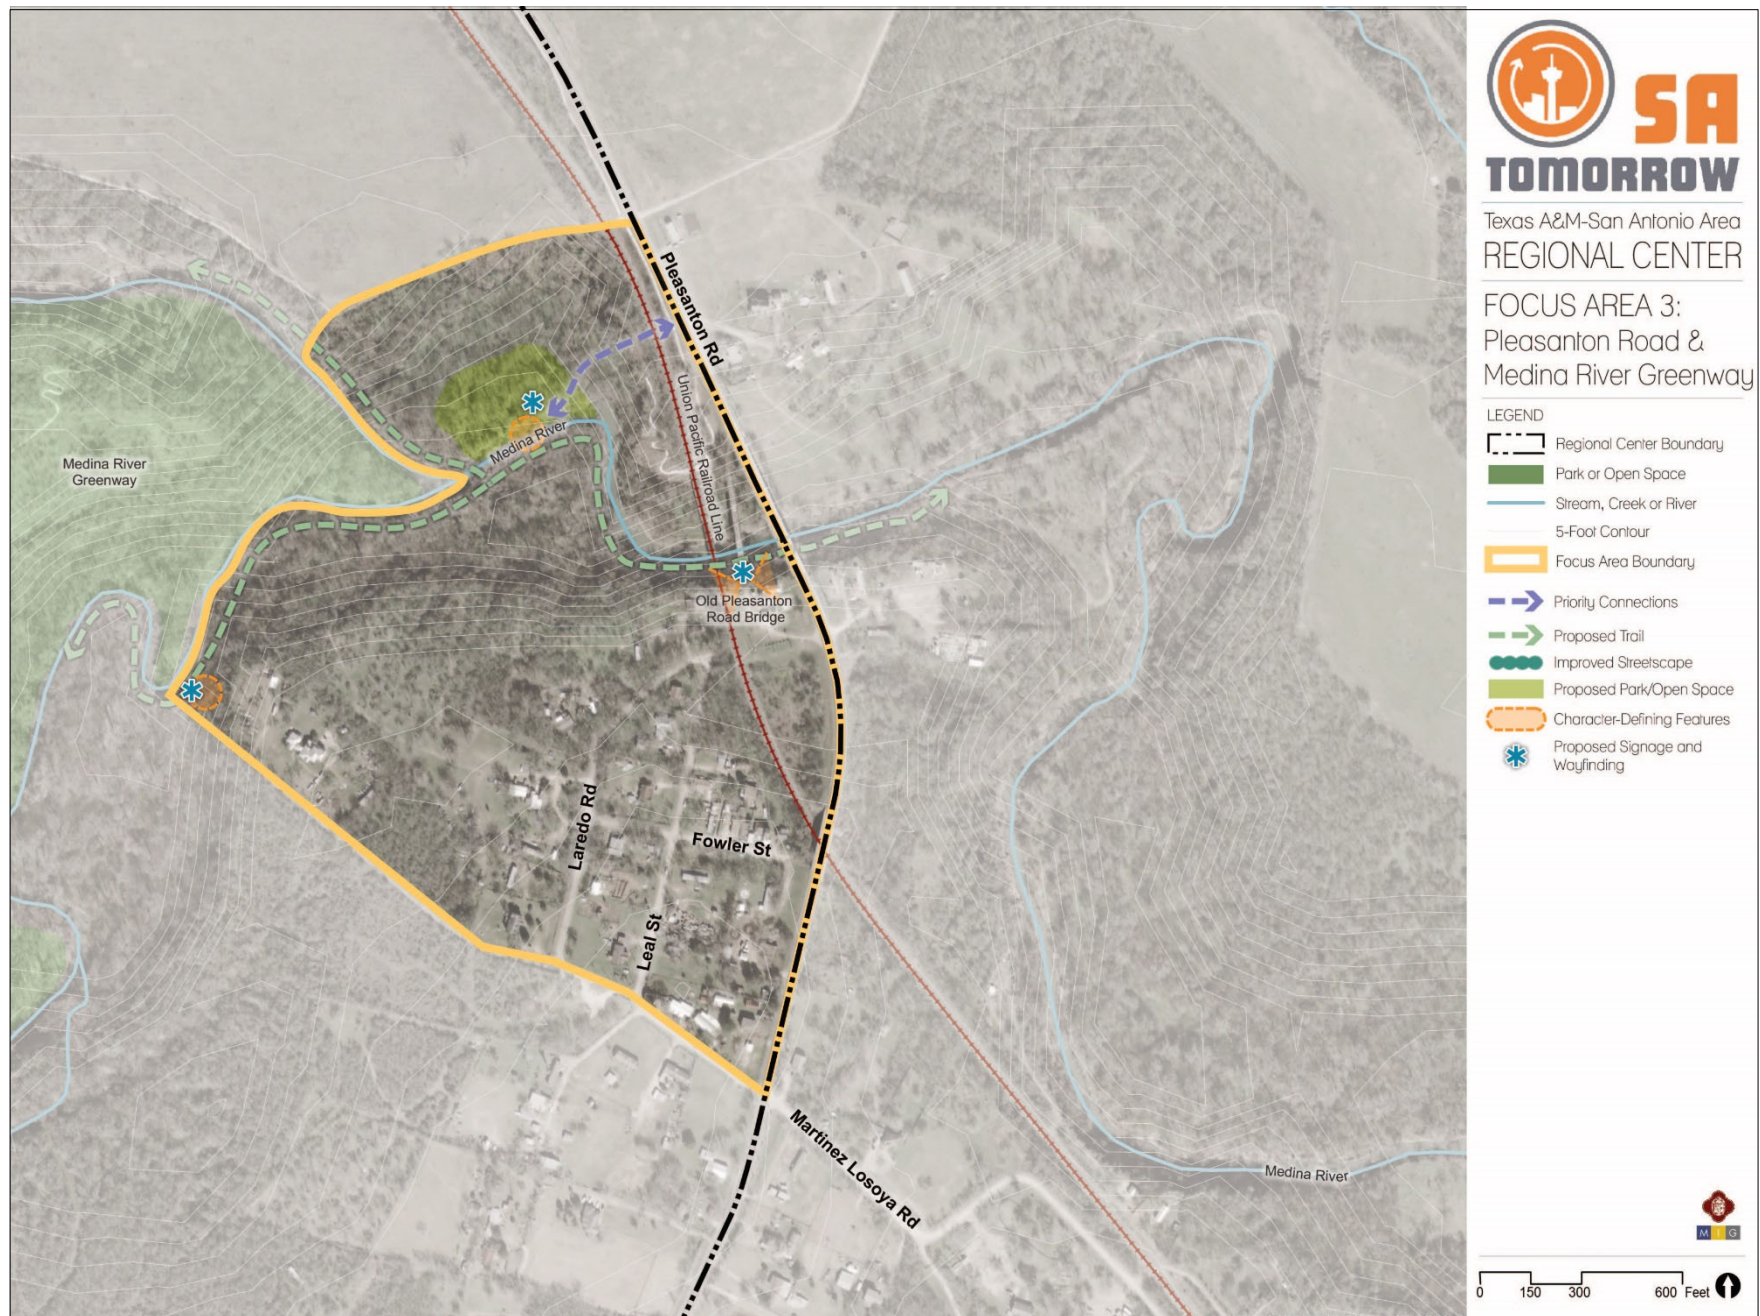 SA
TOMORROW
Texas A&M-San Antonio Area
REGIONAL CENTER
FOCUS AREA 3:
Pleasanton Road &
Medina River Greenway
LEGEND
Regional Center Boundary
Park or Open Space
Stream, Creek or River
5-Foot Contour
Focus Area Boundary
Priority Connections
Proposed Trail
Improved Streetscape
Proposed Park/Open Space
Character-Defining Features
Proposed Signage and
Wayfinding
Pleasanton Rd
Union Pacific Railroad Line
Medina River
Medina River
Greenway
Old Pleasanton
Road Bridge
Laredo Rd
Fowler St
Leal St
Martinez Losoya Rd
Medina River
M I G
0 150 300 600 Feet